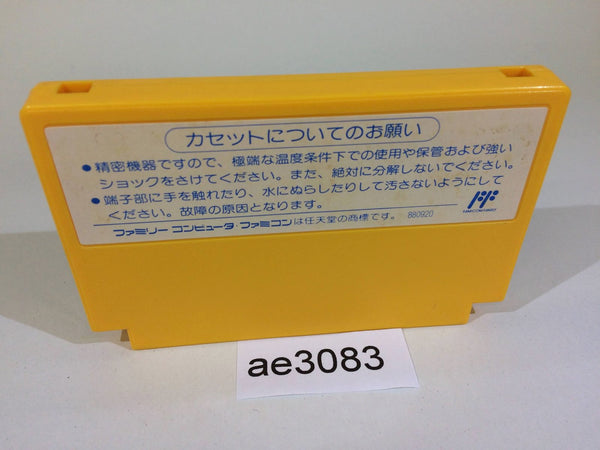 カセットについてのお願い
●精密機器ですので、極端な温度条件下での使用や保管および強い
ショックをさけてください。また、絶対に分解しないでください。
●端子部に手を触れたり、水にぬらしたりして汚さないようにして
ください。故障の原因となります。
ファミリー コンピュータ・ファミコンは任天堂の商標です。 880920
ae3083